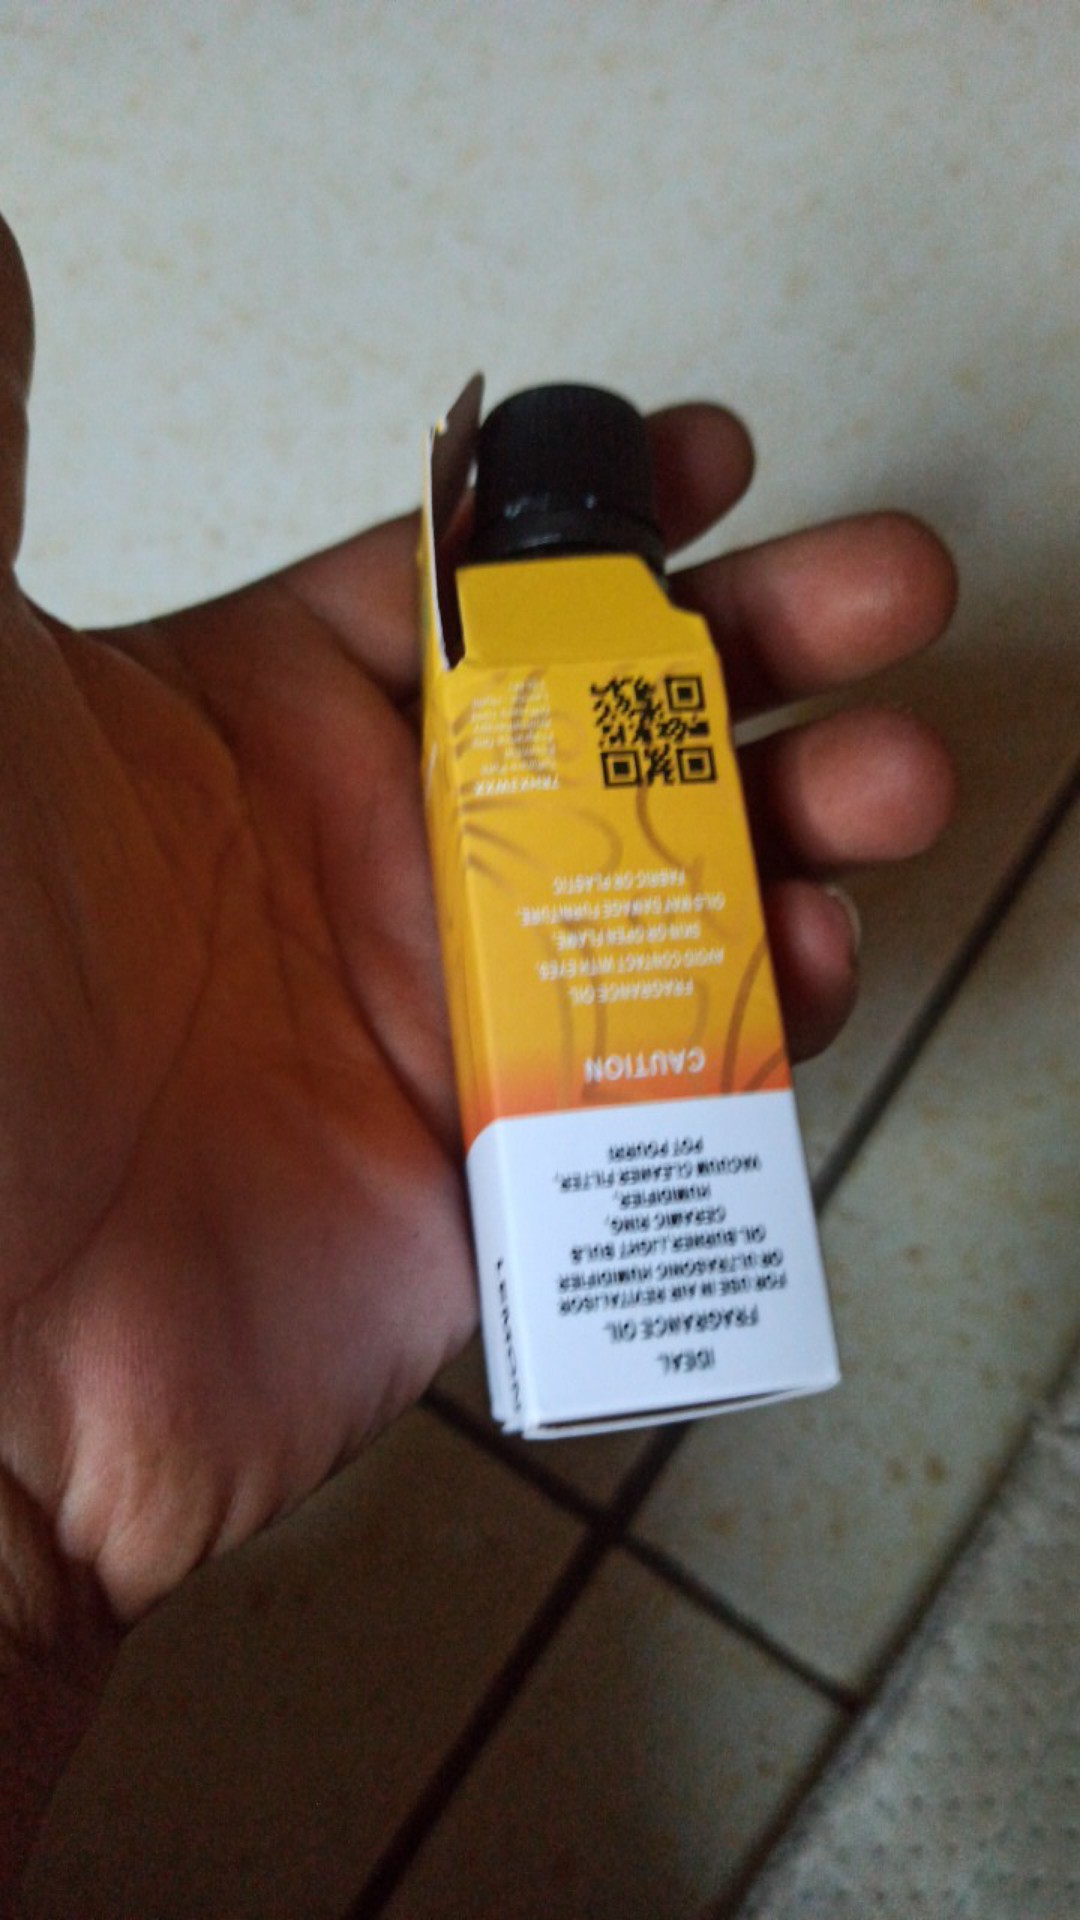 IDEAL
FRAGRANCE OIL
FOR USE IN AIR REVITALISOR
OR ULTRASONIC HUMIDIFIER
OIL BURNER, LIGHT BULB
CERAMIC RING,
HUMIDIFIER,
VACUUM CLEANER FILTER,
POT POURRI
CAUTION
FRAGRANCE OIL
AVOID CONTACT WITH EYES,
SKIN OR OPEN FLAME.
OILS MAY DAMAGE FURNITURE,
FABRIC OR PLASTIC
LEMON